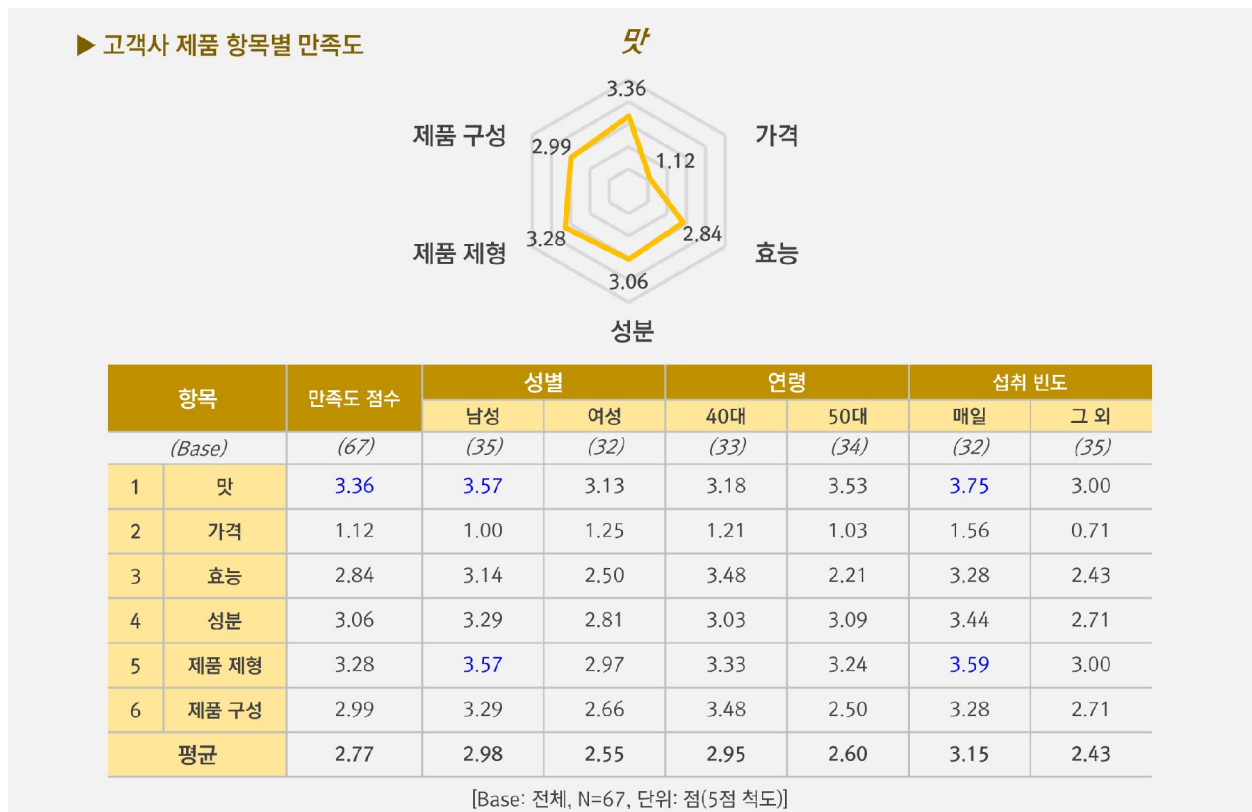 ▶ 고객사 제품 항목별 만족도
맛
3.36
제품 구성
가격
2.99
1.12
제품 제형
3.28
2.84
효능
3.06
성분
항목 만족도 점수 성별 연령 섭취 빈도
남성 여성 40대 50대 매일 그 외
(Base) (67) (35) (32) (33) (34) (32) (35)
1 맛 3.36 3.57 3.13 3.18 3.53 3.75 3.00
2 가격 1.12 1.00 1.25 1.21 1.03 1.56 0.71
3 효능 2.84 3.14 2.50 3.48 2.21 3.28 2.43
4 성분 3.06 3.29 2.81 3.03 3.09 3.44 2.71
5 제품 제형 3.28 3.57 2.97 3.33 3.24 3.59 3.00
6 제품 구성 2.99 3.29 2.66 3.48 2.50 3.28 2.71
평균 2.77 2.98 2.55 2.95 2.60 3.15 2.43
[Base: 전체, N=67, 단위: 점(5점 척도)]